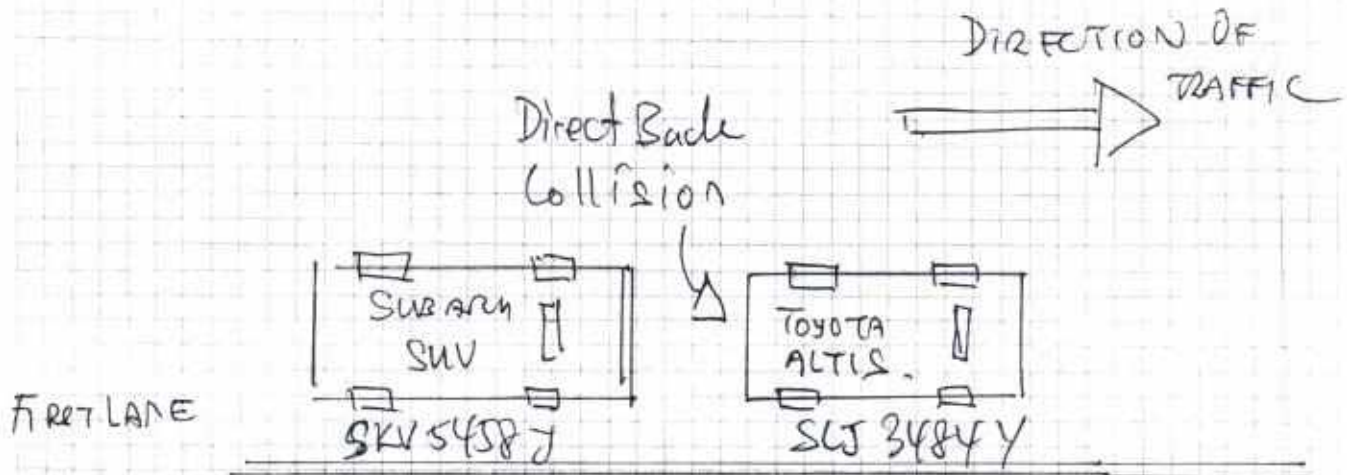 DIRECTION OF
TRAFFIC
Direct Back
Collision
SUBARU
SUV
TOYOTA
ALTIS.
FIRST LANE
SKV 5458 J
SLJ 3484 Y